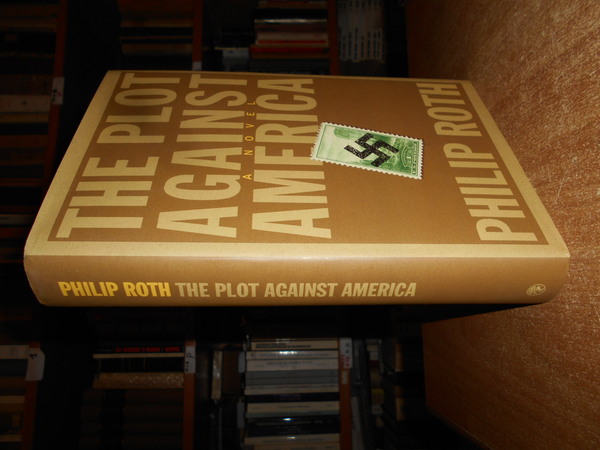 THE PLOT
AGAINST
A NOVEL
AMERICA
PHILIP ROTH
PHILIP ROTH THE PLOT AGAINST AMERICA